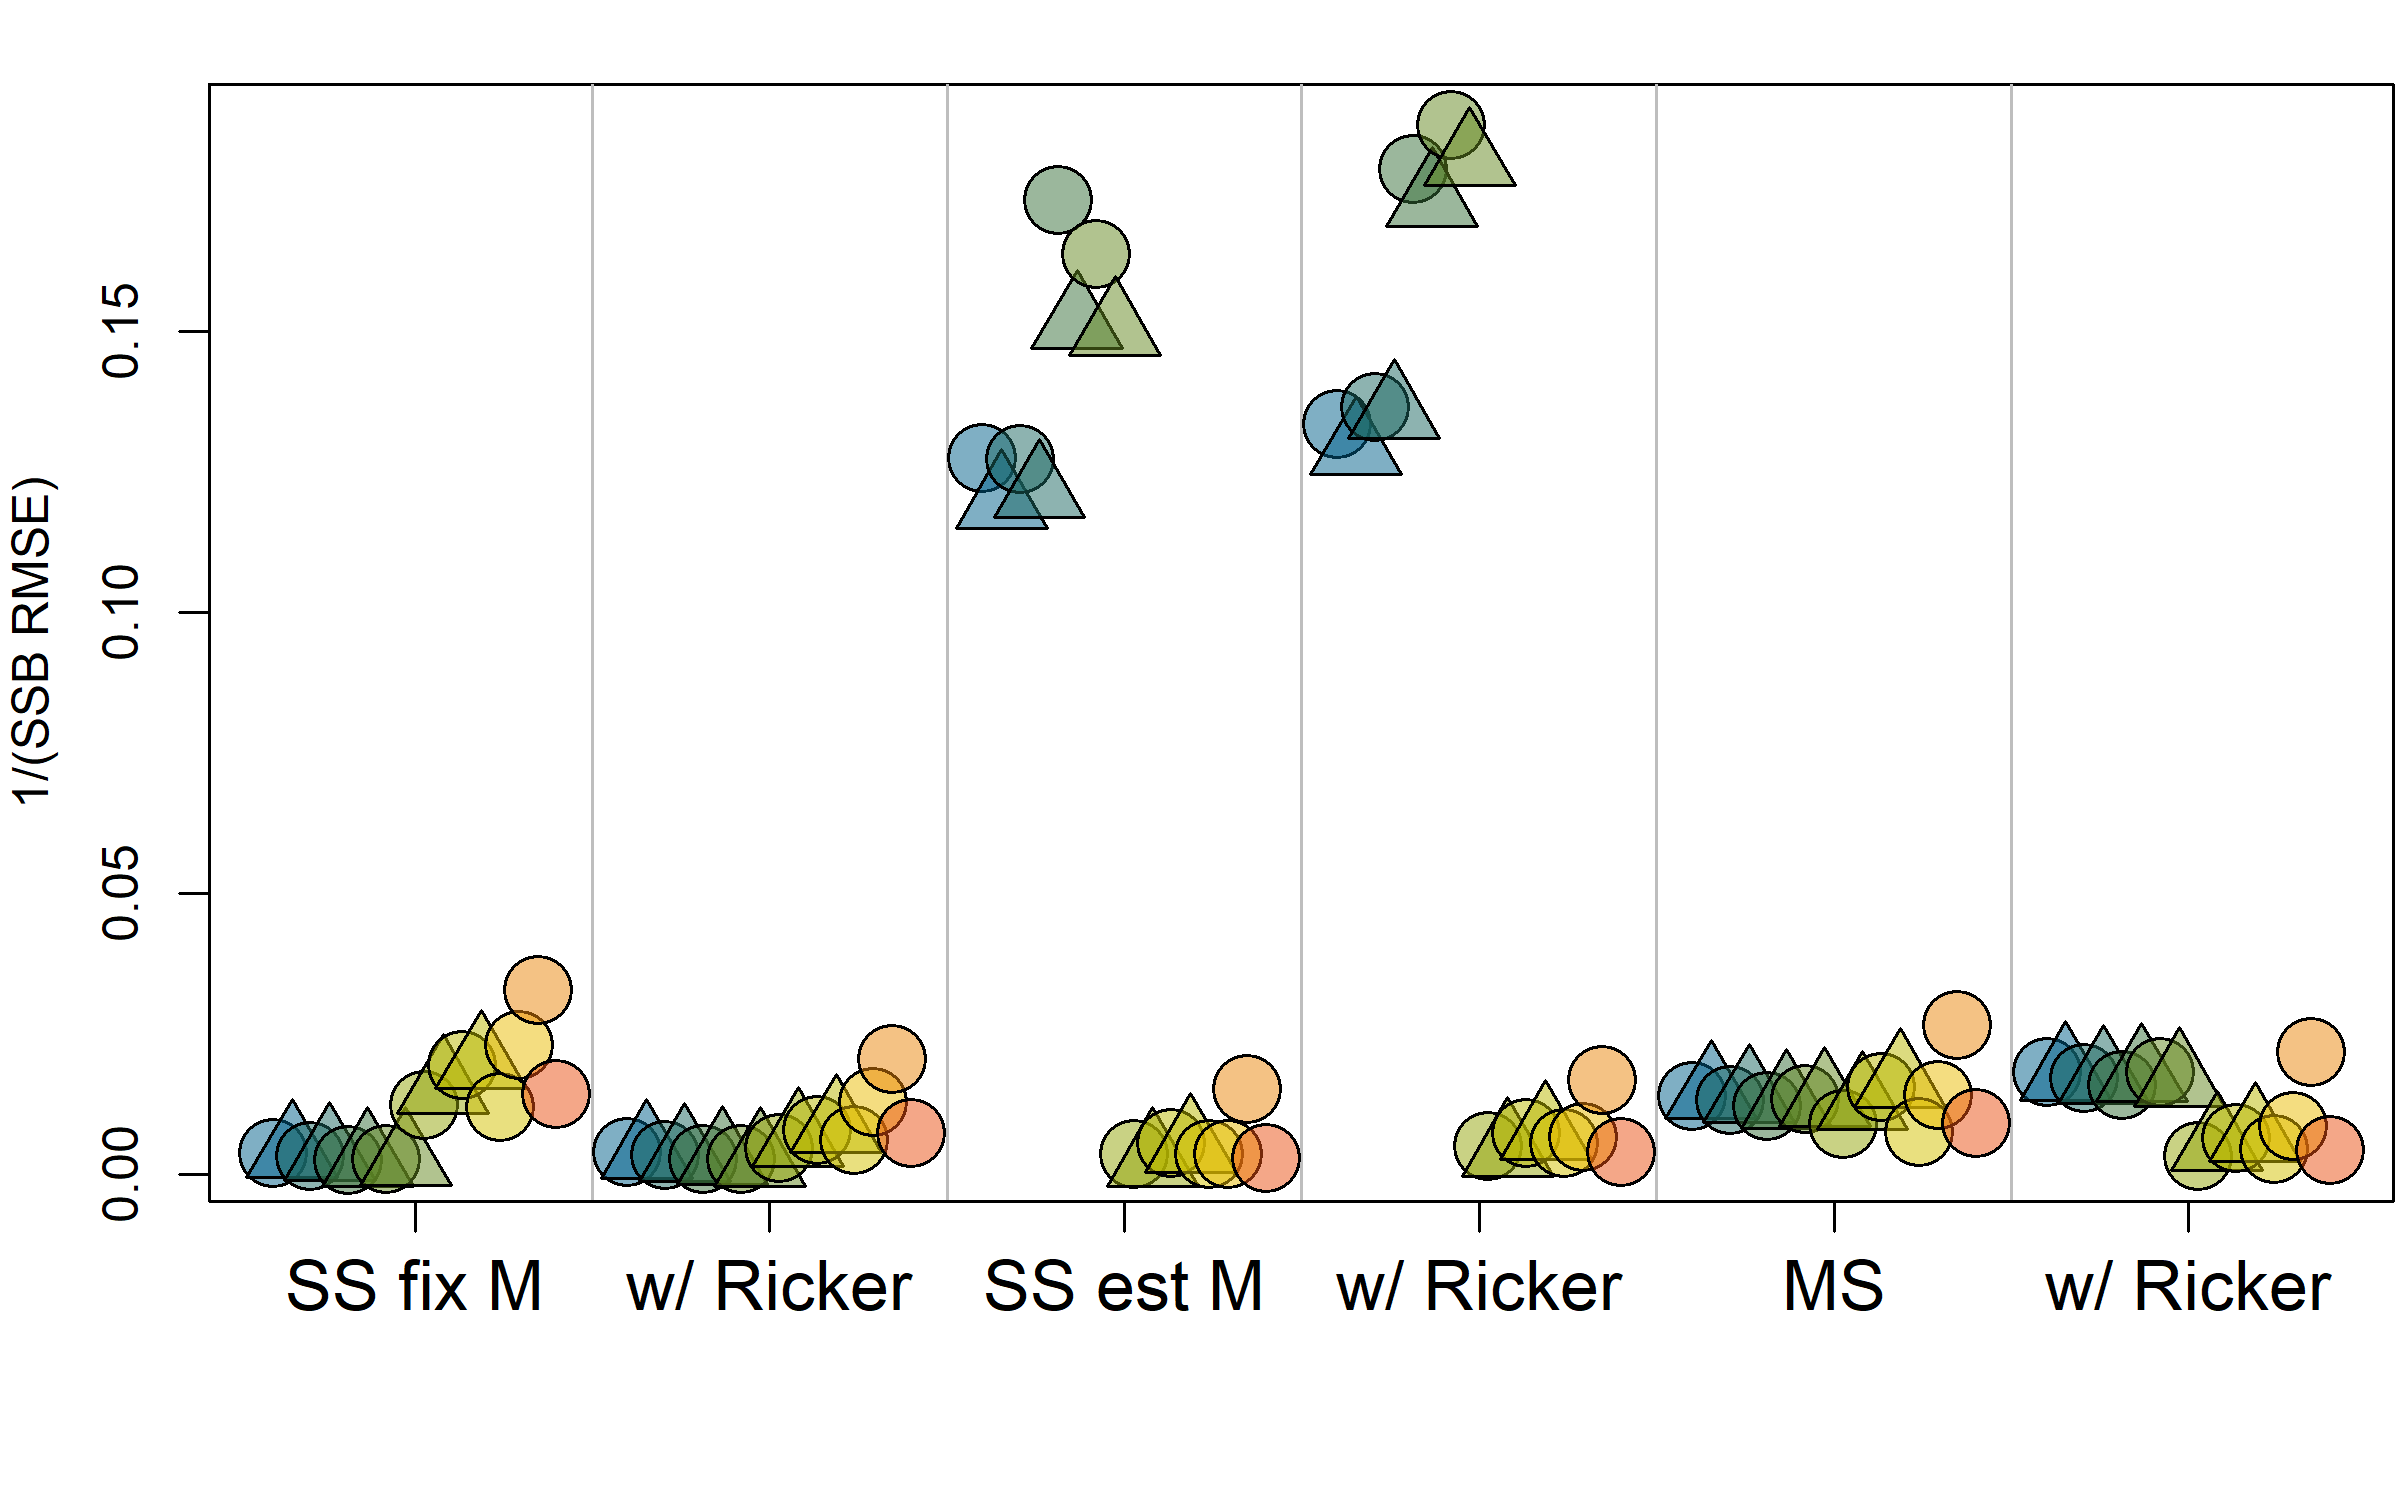 1/(SSB RMSE)
0.15
0.10
0.05
0.00
SS fix M
w/ Ricker
SS est M
w/ Ricker
MS
w/ Ricker